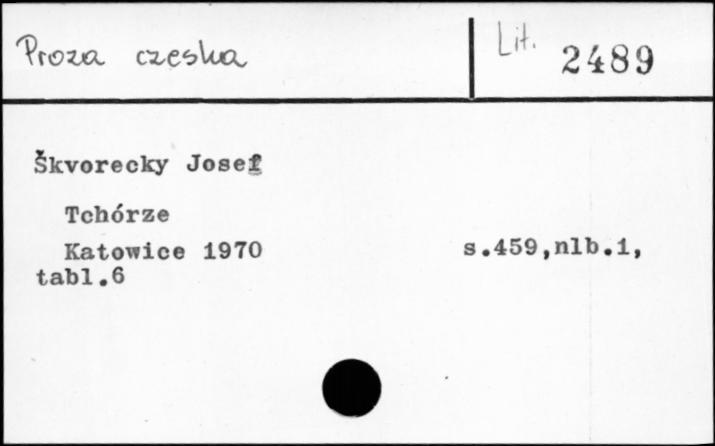 Proza czeska
Lit. 2489
Škvorecky Josef
Tchórze
Katowice 1970 s.459,nlb.1,
tabl.6